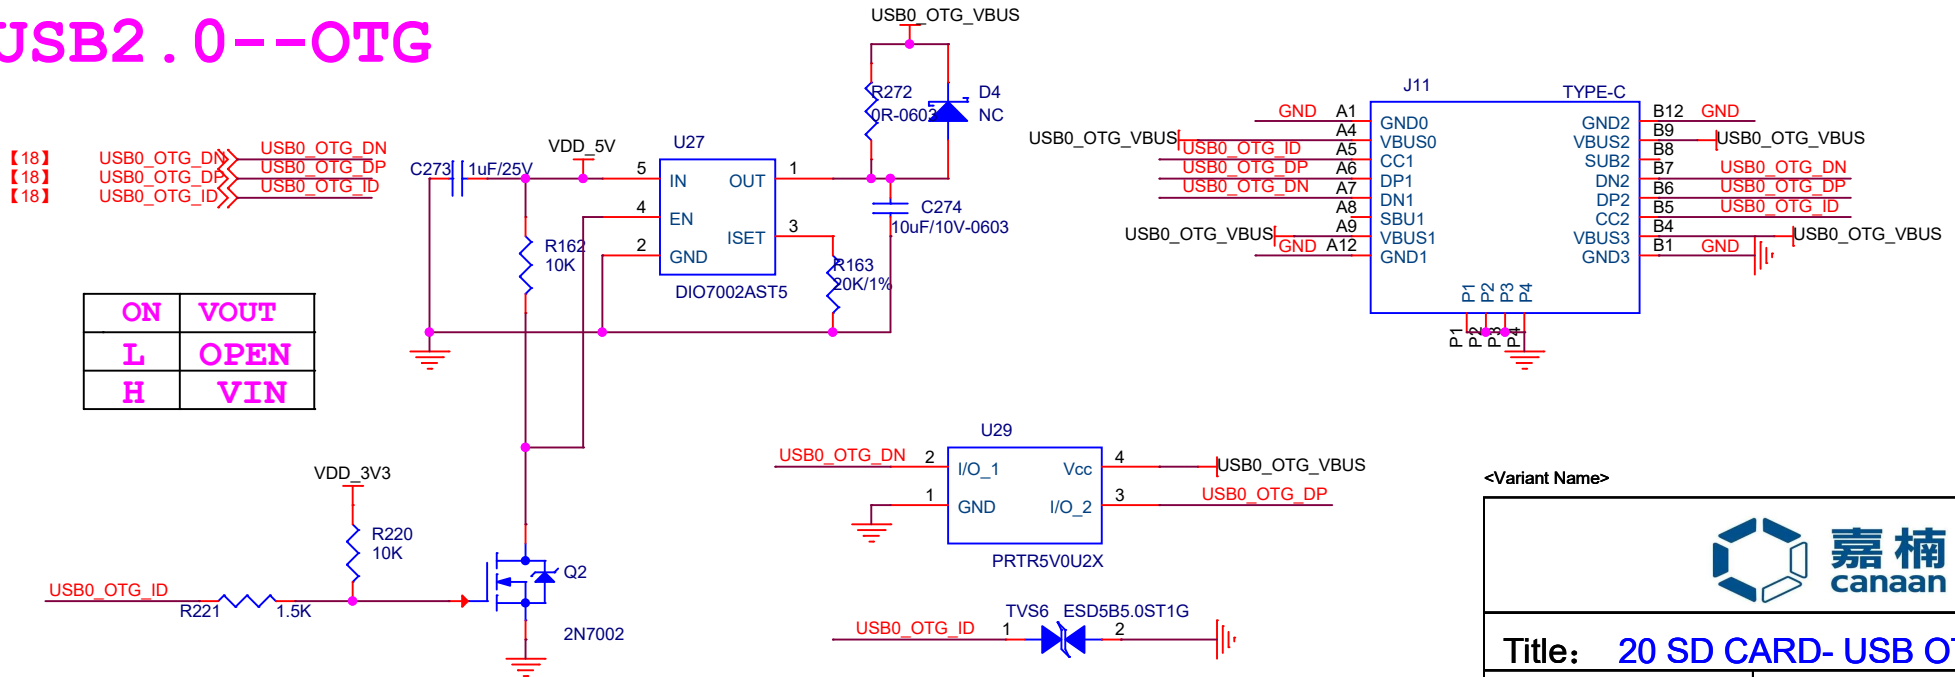 USB2.0--OTG
USB0_OTG_VBUS
R272
0R-0603
D4
NC
【18】 USB0_OTG_DN USB0_OTG_DN
【18】 USB0_OTG_DP USB0_OTG_DP
【18】 USB0_OTG_ID USB0_OTG_ID
C273 1uF/25V
VDD_5V
U27
5 IN OUT 1
4 EN
ISET 3
2 GND
DIO7002AST5
C274
10uF/10V-0603
R162
10K
R163
20K/1%
ON VOUT
L OPEN
H VIN
J11
TYPE-C
GND A1 GND0 GND2 B12 GND
USB0_OTG_VBUS A4 VBUS0 VBUS2 B9 USB0_OTG_VBUS
USB0_OTG_ID A5 CC1 SUB2 B8
USB0_OTG_DP A6 DP1 DN2 B7 USB0_OTG_DN
USB0_OTG_DN A7 DN1 DP2 B6 USB0_OTG_DP
A8 SBU1 CC2 B5 USB0_OTG_ID
USB0_OTG_VBUS A9 VBUS1 VBUS3 B4 USB0_OTG_VBUS
GND A12 GND1 GND3 B1 GND
P1 P2 P3 P4
P1 P2 P3 P4
VDD_3V3
R220
10K
USB0_OTG_ID
R221 1.5K
Q2
2N7002
U29
USB0_OTG_DN 2 I/O_1 Vcc 4 USB0_OTG_VBUS
1 GND I/O_2 3 USB0_OTG_DP
PRTR5V0U2X
TVS6 ESD5B5.0ST1G
USB0_OTG_ID 1 2
<Variant Name>
嘉楠
canaan
Title: 20 SD CARD- USB OT